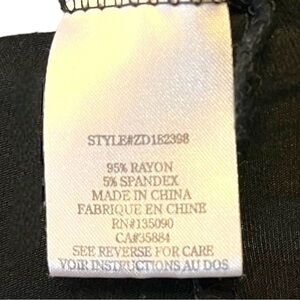 STYLE#ZD182398
95% RAYON
5% SPANDEX
MADE IN CHINA
FABRIQUE EN CHINE
RN#135090
CA#35884
SEE REVERSE FOR CARE
VOIR INSTRUCTIONS AU DOS